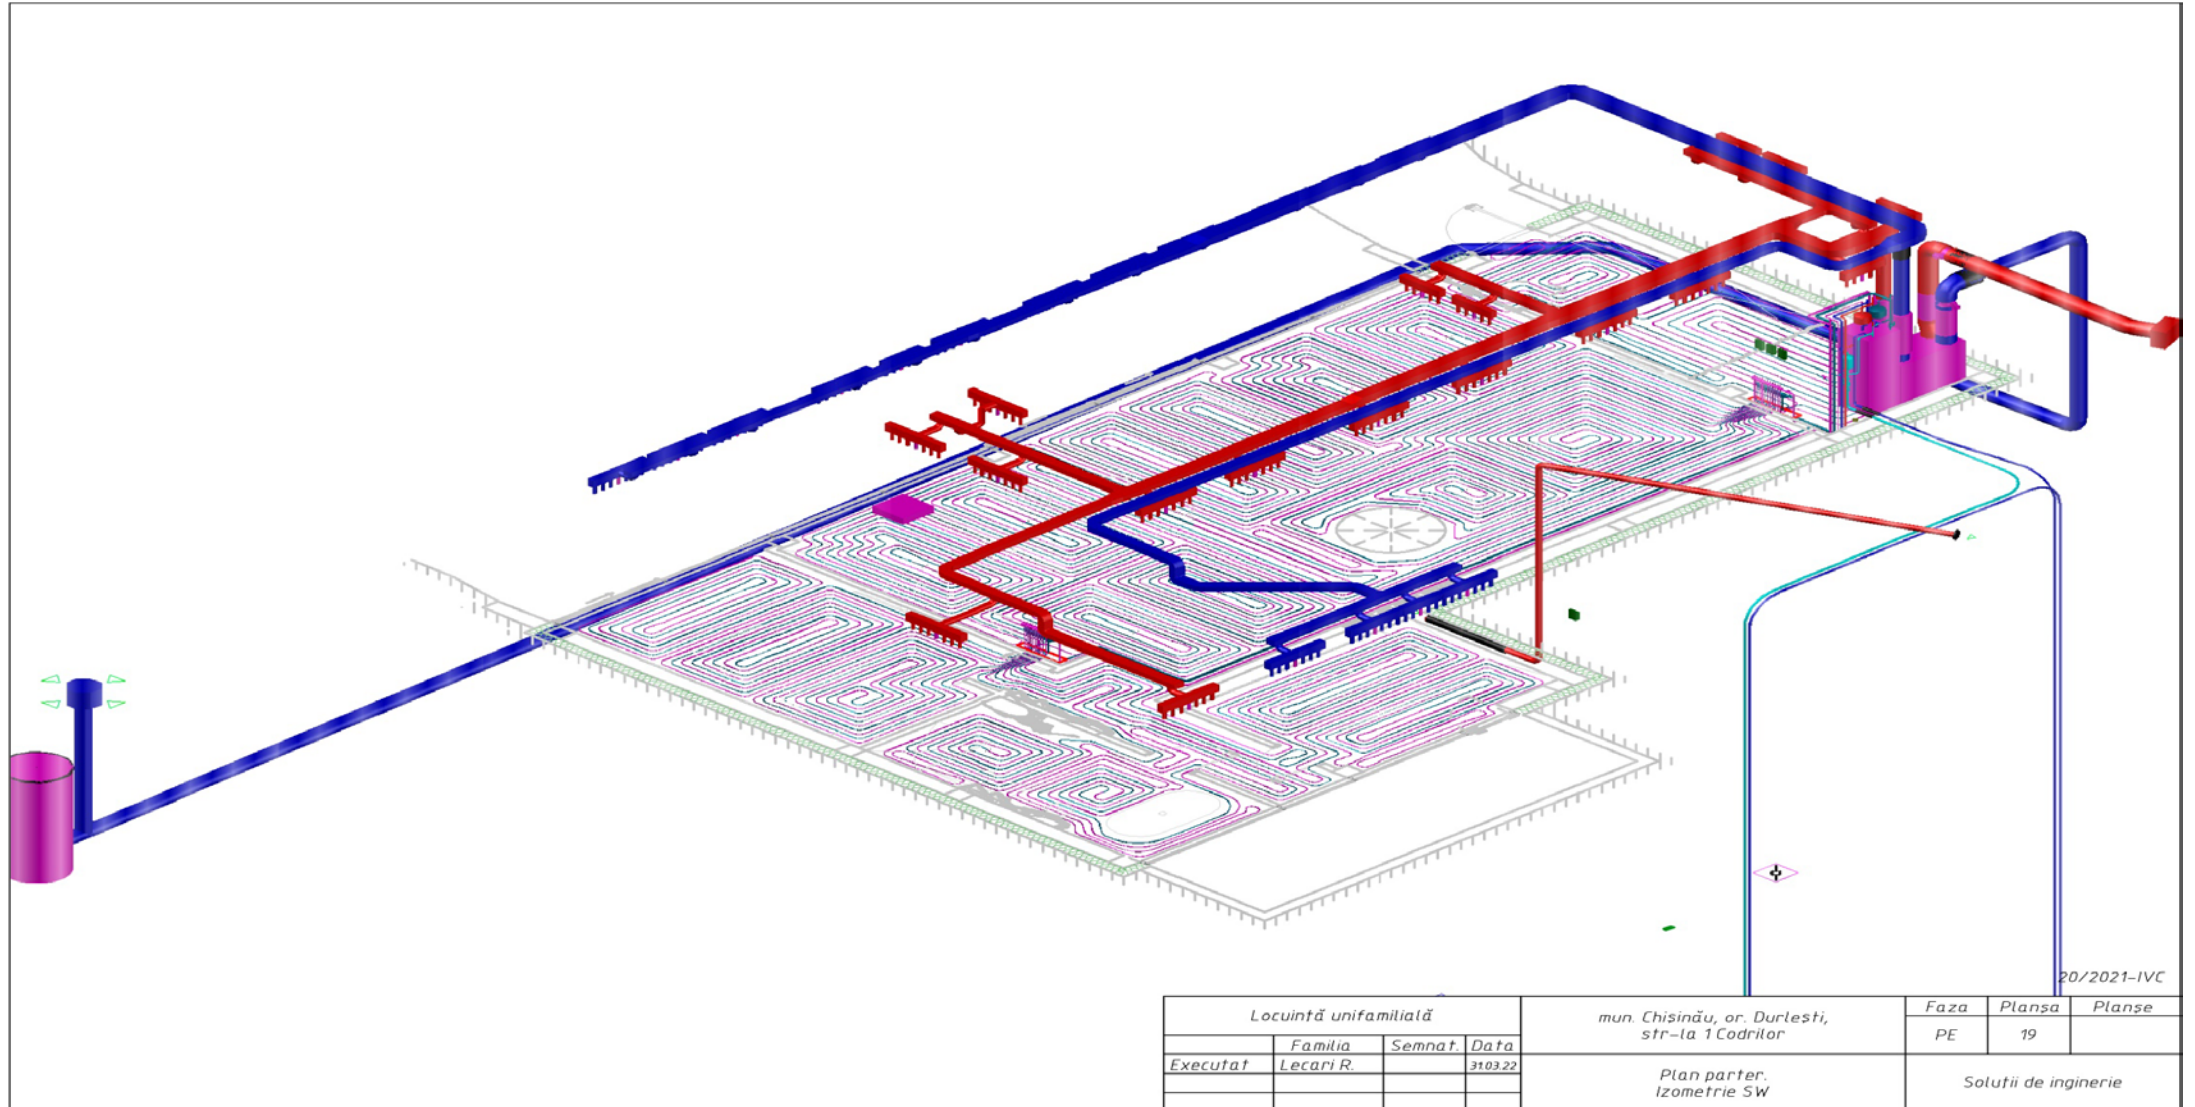 20/2021-IVC
Locuință unifamilială
mun. Chișinău, or. Durlești,
str-la 1 Codrilor
Faza Planșa Planșe
PE 19
Familia Semnat. Data
Executat Lecari R. 31.03.22
Plan parter.
Izometrie SW
Soluții de inginerie